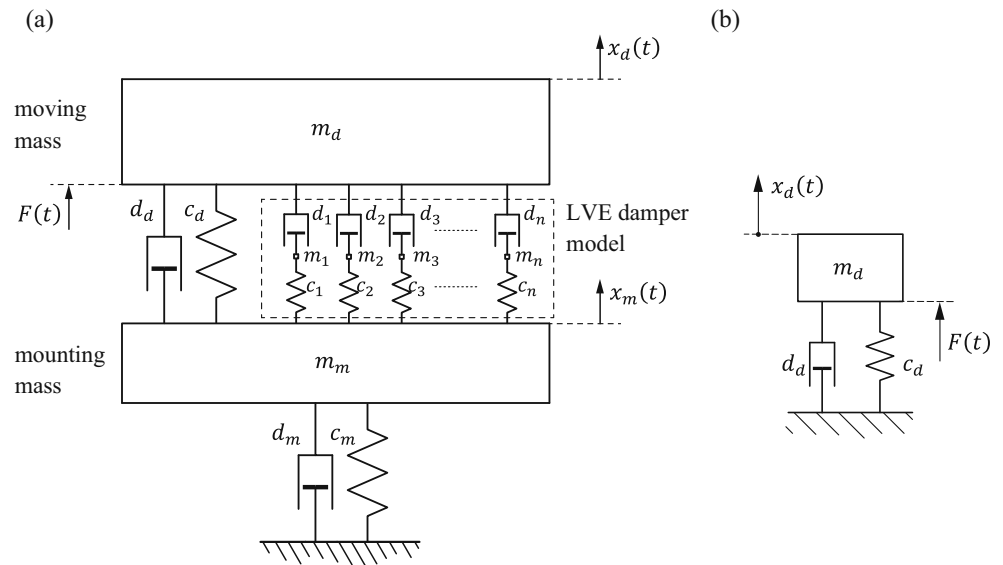 (a)
(b)
x_d(t)
moving
mass
m_d
F(t)
d_d
c_d
d_1
d_2
d_3
d_n
LVE damper
model
m_1
m_2
m_3
m_n
c_1
c_2
c_3
c_n
x_m(t)
mounting
mass
m_m
d_m
c_m
x_d(t)
m_d
F(t)
d_d
c_d